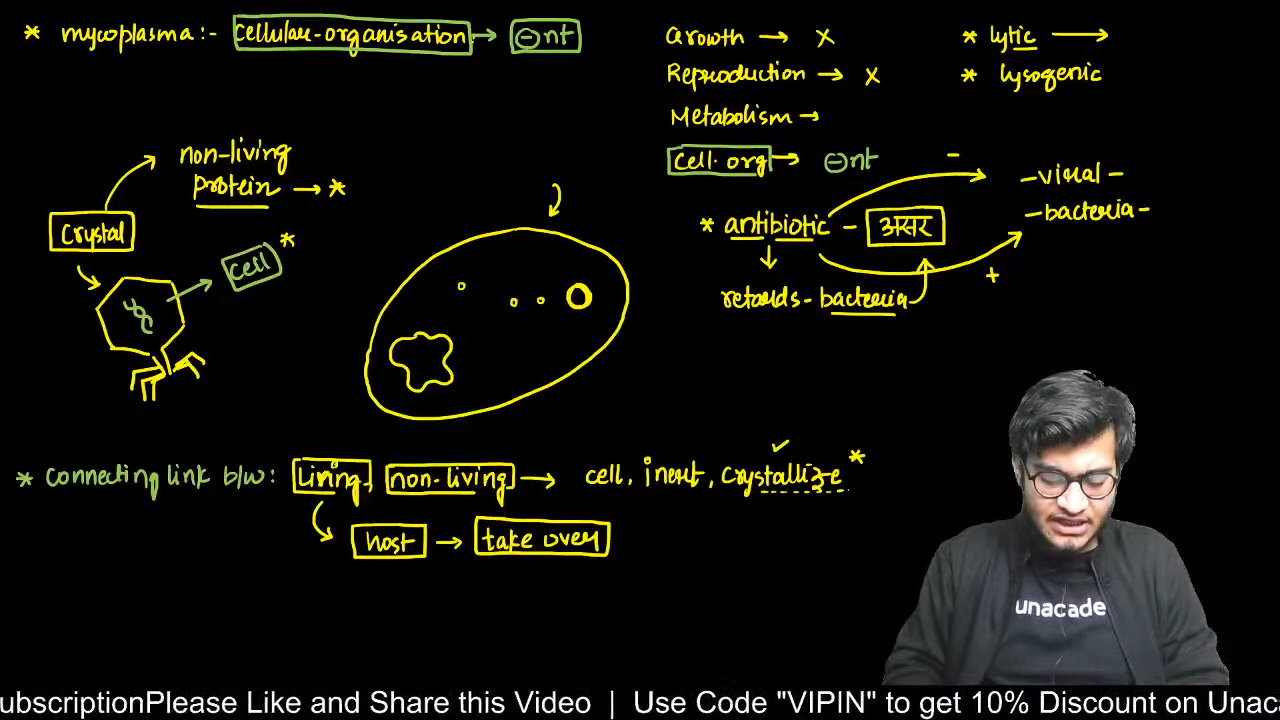 * mycoplasma :- cellular-organisation → ⊖nt
Growth → x
Reproduction → x
Metabolism →
Cell. org → ⊖nt
* lytic →
* lysogenic
non-living
protein → *
Crystal
cell *
* antibiotic - असर
retards - bacteria
-
- viral -
- bacteria -
+
* Connecting link b/w: Living, non-living → cell, inert, crystallize *
host → take over
unacade
ubscriptionPlease Like and Share this Video | Use Code "VIPIN" to get 10% Discount on Unaca